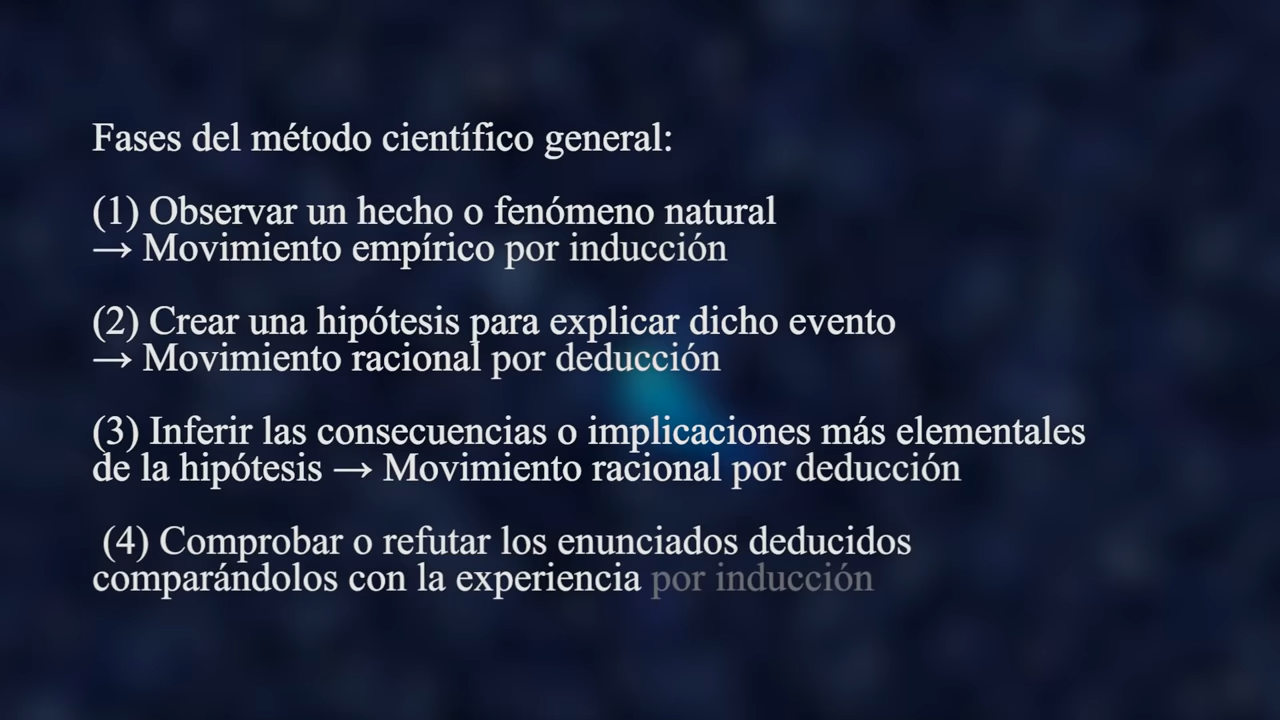 Fases del método científico general:
(1) Observar un hecho o fenómeno natural
→ Movimiento empírico por inducción
(2) Crear una hipótesis para explicar dicho evento
→ Movimiento racional por deducción
(3) Inferir las consecuencias o implicaciones más elementales
de la hipótesis → Movimiento racional por deducción
(4) Comprobar o refutar los enunciados deducidos
comparándolos con la experiencia por inducción